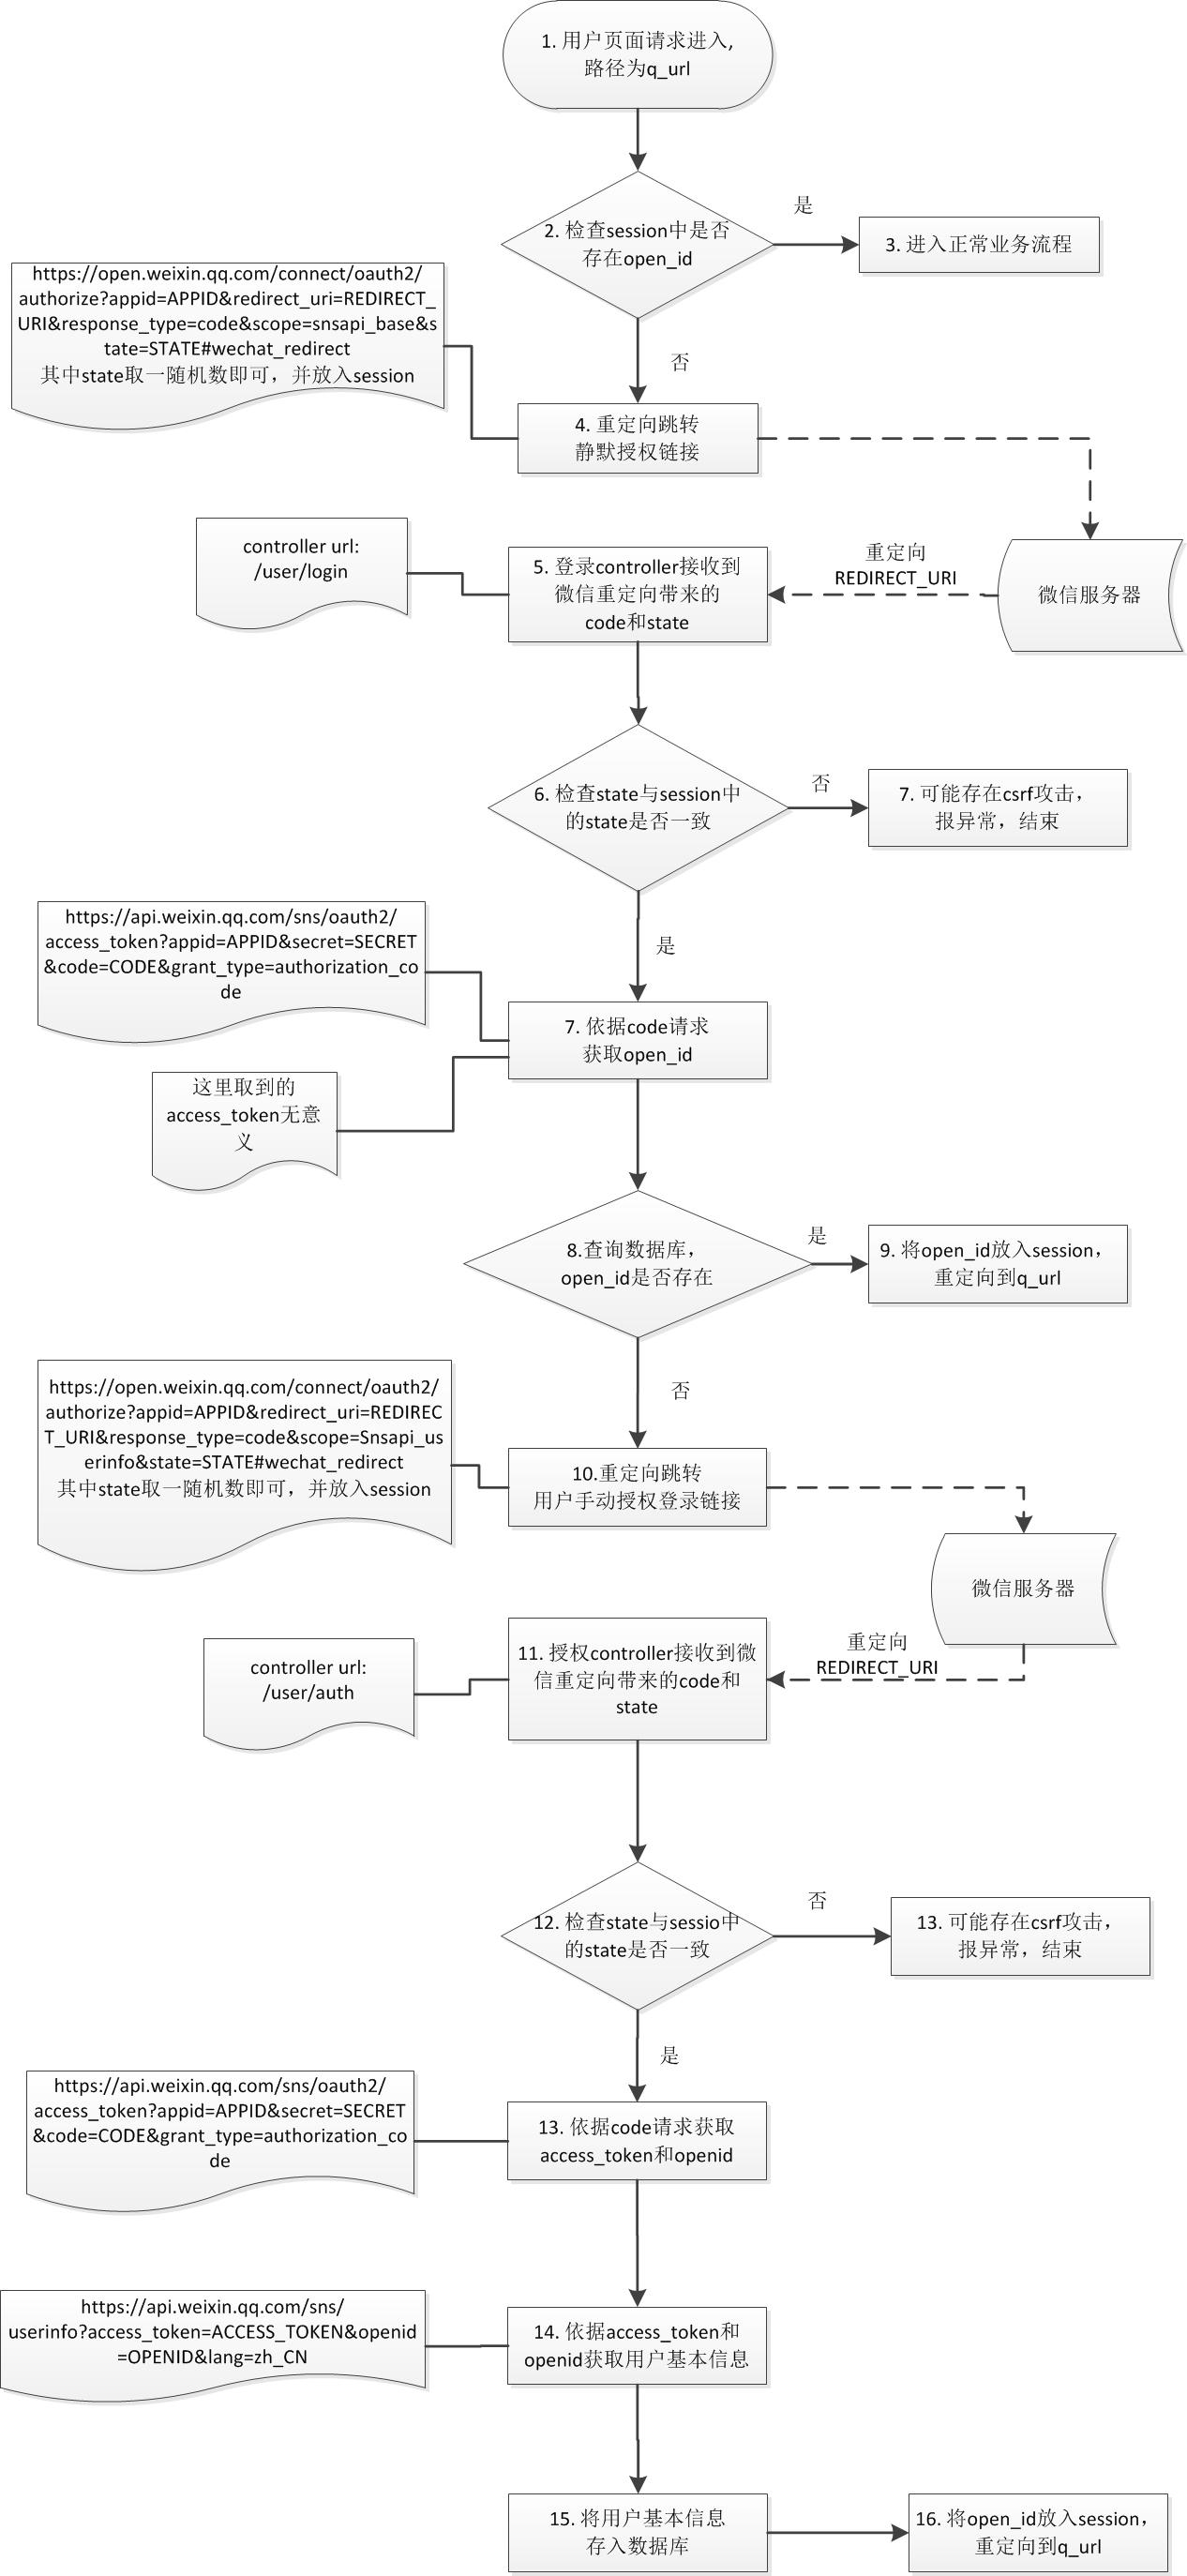 1. 用户页面请求进入,
路径为q_url
是
2. 检查session中是否
存在open_id
3. 进入正常业务流程
https://open.weixin.qq.com/connect/oauth2/
authorize?appid=APPID&redirect_uri=REDIRECT_
URI&response_type=code&scope=snsapi_base&s
tate=STATE#wechat_redirect
其中state取一随机数即可，并放入session
否
4. 重定向跳转
静默授权链接
controller url:
/user/login
5. 登录controller接收到
微信重定向带来的
code和state
重定向
REDIRECT_URI
微信服务器
6. 检查state与session中
的state是否一致
否
7. 可能存在csrf攻击，
报异常，结束
https://api.weixin.qq.com/sns/oauth2/
access_token?appid=APPID&secret=SECRET
&code=CODE&grant_type=authorization_co
de
是
7. 依据code请求
获取open_id
这里取到的
access_token无意
义
8.查询数据库，
open_id是否存在
是
9. 将open_id放入session，
重定向到q_url
https://open.weixin.qq.com/connect/oauth2/
authorize?appid=APPID&redirect_uri=REDIREC
T_URI&response_type=code&scope=Snsapi_us
erinfo&state=STATE#wechat_redirect
其中state取一随机数即可，并放入session
否
10.重定向跳转
用户手动授权登录链接
微信服务器
controller url:
/user/auth
11. 授权controller接收到微
信重定向带来的code和
state
重定向
REDIRECT_URI
12. 检查state与sessio中
的state是否一致
否
13. 可能存在csrf攻击，
报异常，结束
是
https://api.weixin.qq.com/sns/oauth2/
access_token?appid=APPID&secret=SECRET
&code=CODE&grant_type=authorization_co
de
13. 依据code请求获取
access_token和openid
https://api.weixin.qq.com/sns/
userinfo?access_token=ACCESS_TOKEN&openid
=OPENID&lang=zh_CN
14. 依据access_token和
openid获取用户基本信息
15. 将用户基本信息
存入数据库
16. 将open_id放入session，
重定向到q_url